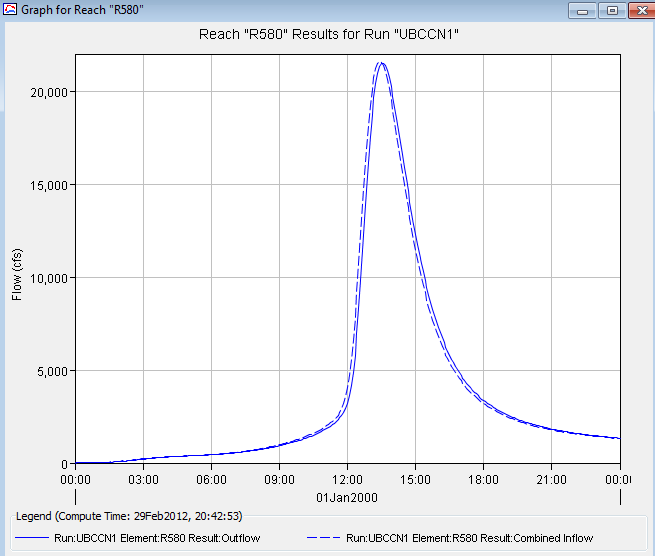 Graph for Reach "R580"
Reach "R580" Results for Run "UBCCN1"
Flow (cfs)
20,000
15,000
10,000
5,000
0
00:00 03:00 06:00 09:00 12:00 15:00 18:00 21:00 00:0
01Jan2000
Legend (Compute Time: 29Feb2012, 20:42:53)
Run:UBCCN1 Element:R580 Result:Outflow Run:UBCCN1 Element:R580 Result:Combined Inflow